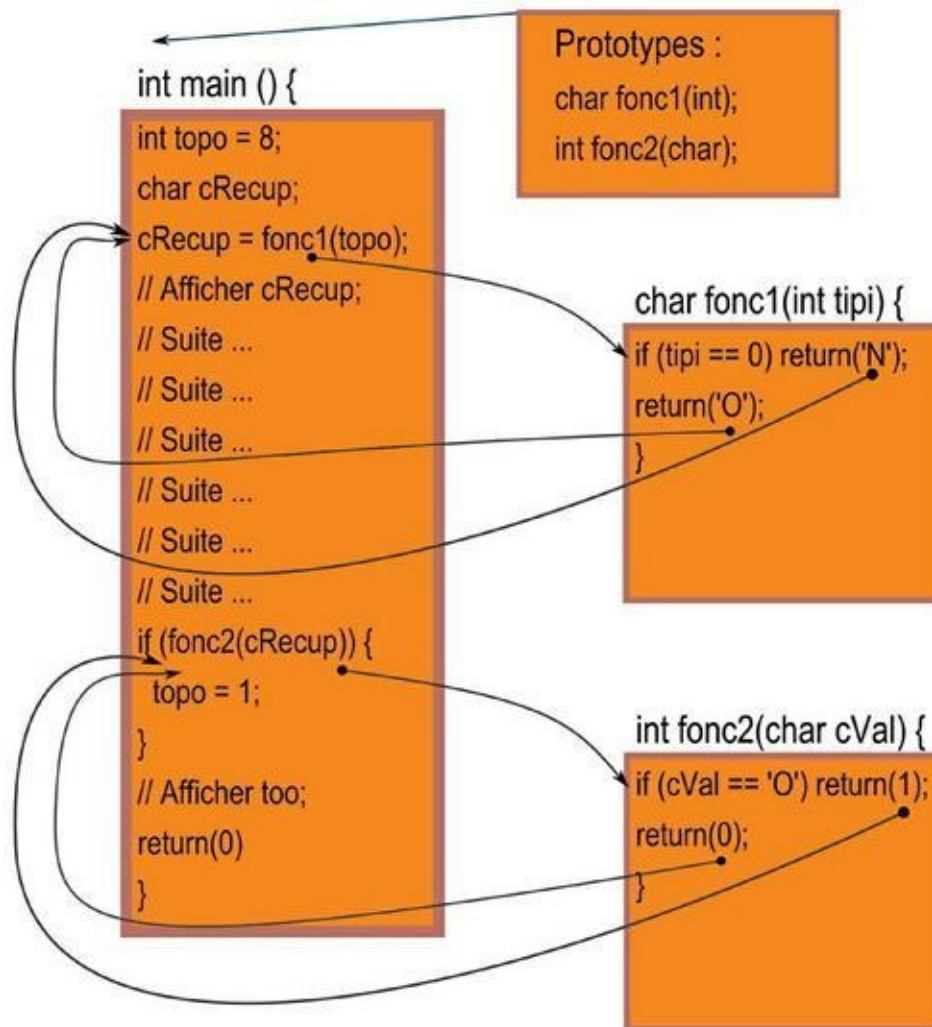 Prototypes :
char fonc1(int);
int fonc2(char);
int main () {
int topo = 8;
char cRecup;
cRecup = fonc1(topo);
// Afficher cRecup;
// Suite ...
// Suite ...
// Suite ...
// Suite ...
// Suite ...
// Suite ...
if (fonc2(cRecup)) {
topo = 1;
}
// Afficher too;
return(0)
}
char fonc1(int tipi) {
if (tipi == 0) return('N');
return('O');
}
int fonc2(char cVal) {
if (cVal == 'O') return(1);
return(0);
}